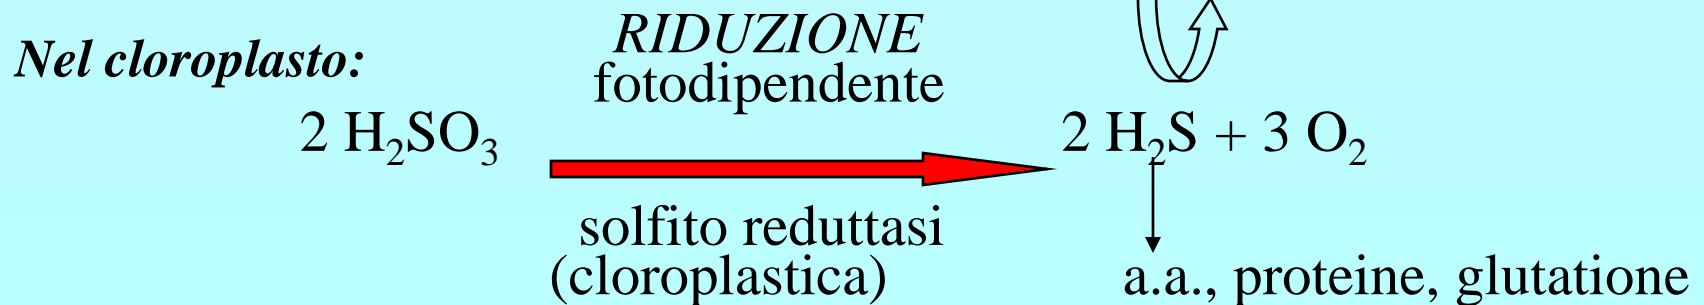 Nel cloroplasto:
RIDUZIONE
fotodipendente
2 H₂SO₃
2 H₂S + 3 O₂
solfito reduttasi
(cloroplastica)
a.a., proteine, glutatione